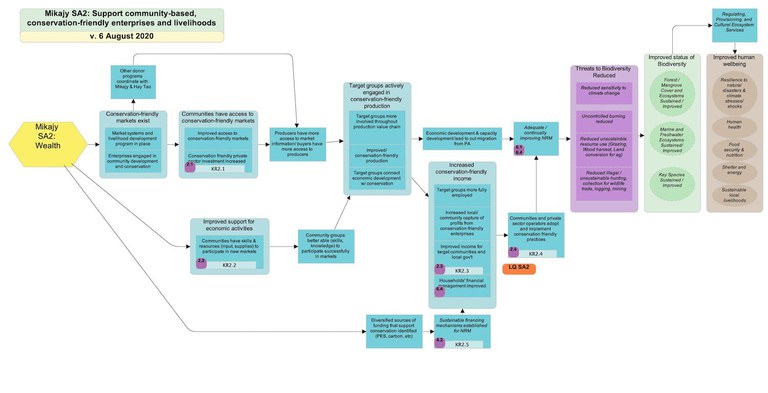 Mikajy SA2: Support community-based,
conservation-friendly enterprises and livelihoods
v. 6 August 2020
Regulating,
Provisioning, and
Cultural Ecosystem
Services
Other donor
programs
coordinate with
Mikajy & Hay Tao
Mikajy
SA2:
Wealth
Conservation-friendly
markets exist
Market systems and
livelihood development
program in place
Enterprises engaged in
community development
and conservation
Communities have access to
conservation-friendly markets
Improved access to
conservation-friendly markets
Conservation friendly private
sector investment increased
2.1
KR2.1
Producers have more
access to market
information/ buyers have
more access to
producers
Target groups actively
engaged in
conservation-friendly
production
Target groups more
involved throughout
production value chain
Improved/
conservation-friendly
production
Target groups connect
economic development w/
conservation
Economic development & capacity
development lead to out migration
from PA
Adequate /
continually
improving NRM
Threats to Biodiversity
Reduced
Reduced sensitivity to
climate change
Uncontrolled burning
reduced
Reduced unsustainable
resource use (Grazing,
Wood harvest, Land
conversion for ag)
Reduced illegal /
unsustainable hunting,
collection for wildlife
trade, logging, mining
Improved status of
Biodiversity
Forest /
Mangrove
Cover and
Ecosystems
Sustained /
Improved
Marine and
Freshwater
Ecosystems
Sustained/
Improved
Key Species
Sustained /
Improved
Improved human
wellbeing
Resilience to
natural
disasters &
climate
stresses/
shocks
Human
health
Food
security &
nutrition
Shelter and
energy
Sustainable
local
livelihoods
Improved support for
economic activities
Communities have skills &
resources (input, supplies) to
participate in new markets
2.2
KR2.2
Community groups
better able (skills,
knowledge) to
participate successfully
in markets
Increased
conservation-friendly
income
Target groups more fully
employed
Increased local/
community capture of
profits from
conservation-friendly
enterprises
Improved income for
target communities and
local gov't
2.3
KR2.3
Households' financial
management improved
Communities and private
sector operators adopt and
implement conservation
friendly practices
KR2.4
LQ SA2
Diversified sources of
funding that support
conservation identified
(PES, carbon, etc)
Sustainable financing
mechanisms established
for NRM
4.3
KR2.5